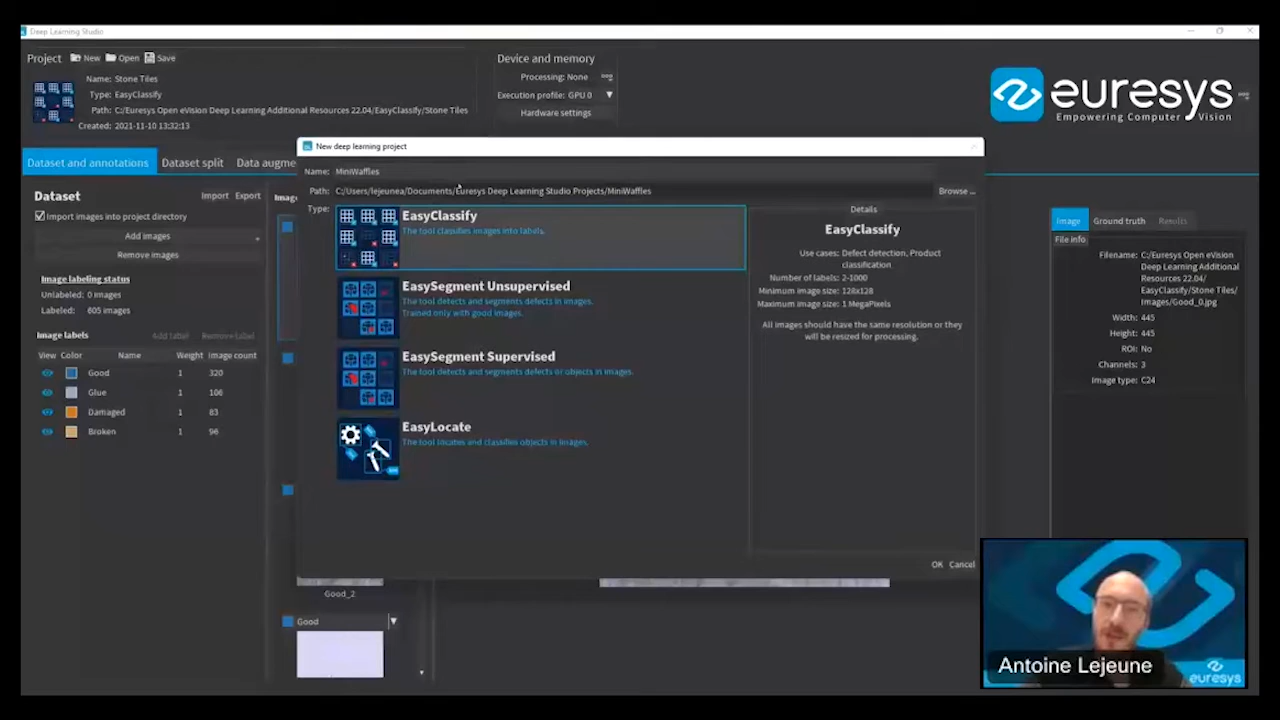 Deep Learning Studio
Project New Open Save
Name: Stone Tiles
Type: EasyClassify
Path: C:/Euresys Open eVision Deep Learning Additional Resources 22.04/EasyClassify/Stone Tiles
Created: 2021-11-10 13:32:13
Device and memory
Processing: None
Execution profile: GPU 0
Hardware settings
euresys
Empowering Computer Vision
Dataset and annotations Dataset split Data augme
Dataset Import Export
Import images into project directory
Add images
Remove images
Image labeling status
Unlabeled: 0 images
Labeled: 605 images
Image labels Add label Remove label
View Color Name Weight Image count
Good 1 320
Glue 1 106
Damaged 1 83
Broken 1 96
Imag
New deep learning project
Name: MiniWaffles
Path: C:/Users/lejeunea/Documents/Euresys Deep Learning Studio Projects/MiniWaffles Browse ...
Type:
EasyClassify
The tool classifies images into labels.
EasySegment Unsupervised
The tool detects and segments defects in images.
Trained only with good images.
EasySegment Supervised
The tool detects and segments defects or objects in images.
EasyLocate
The tool locates and classifies objects in images.
Details
EasyClassify
Use cases: Defect detection, Product
classification
Number of labels: 2-1000
Minimum image size: 128x128
Maximum image size: 1 MegaPixels
All images should have the same resolution or they
will be resized for processing.
OK Cancel
Good_2
Good
Image Ground truth Results
File info
Filename: C:/Euresys Open eVision
Deep Learning Additional
Resources 22.04/
EasyClassify/Stone Tiles/
Images/Good_0.jpg
Width: 445
Height: 445
ROI: No
Channels: 3
Image type: C24
Antoine Lejeune
euresys